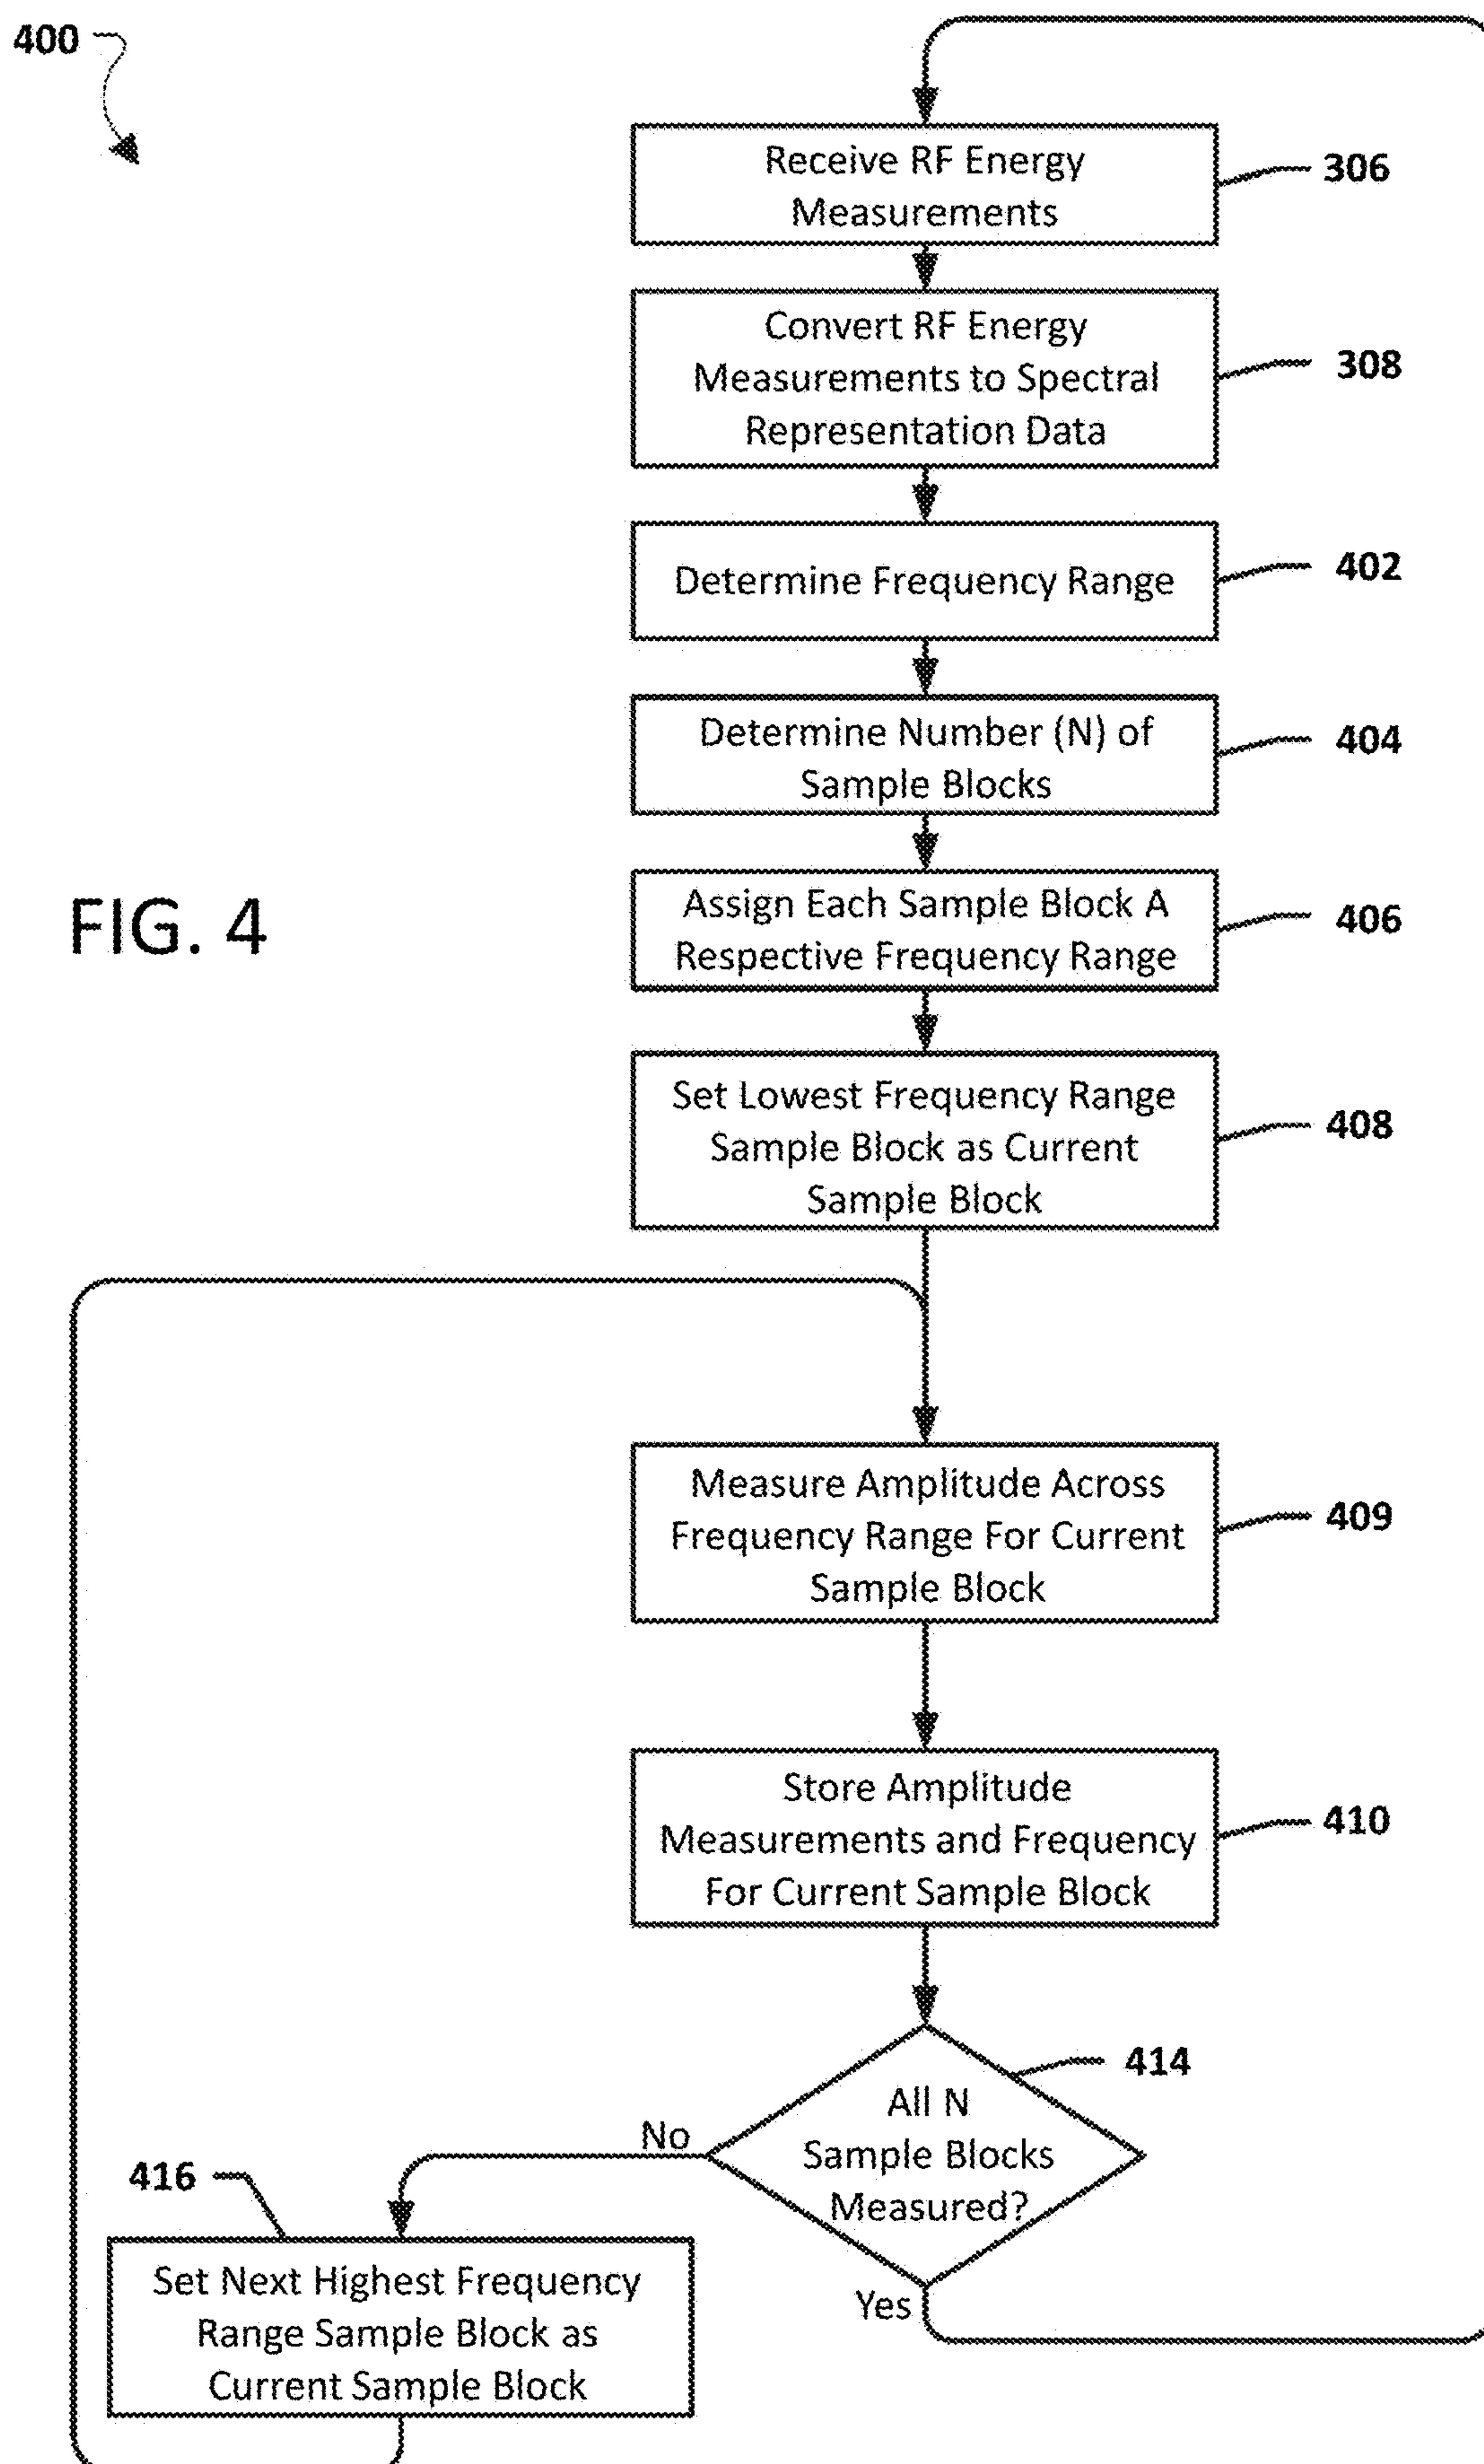 400
Receive RF Energy
Measurements
306
Convert RF Energy
Measurements to Spectral
Representation Data
308
Determine Frequency Range
402
Determine Number (N) of
Sample Blocks
404
FIG. 4
Assign Each Sample Block A
Respective Frequency Range
406
Set Lowest Frequency Range
Sample Block as Current
Sample Block
408
Measure Amplitude Across
Frequency Range For Current
Sample Block
409
Store Amplitude
Measurements and Frequency
For Current Sample Block
410
All N
Sample Blocks
Measured?
414
No
Yes
416
Set Next Highest Frequency
Range Sample Block as
Current Sample Block